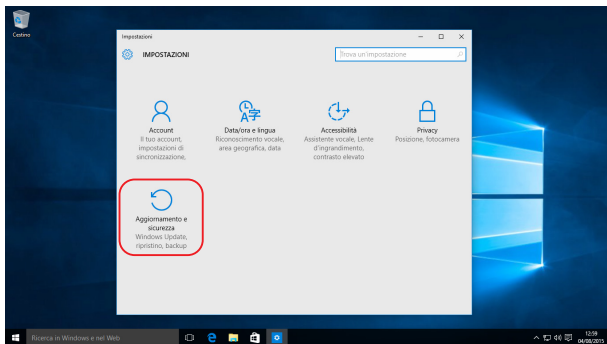 Cestino
Impostazioni
IMPOSTAZIONI
Trova un'impostazione
Account
Il tuo account,
impostazioni di
sincronizzazione,
Data/ora e lingua
Riconoscimento vocale,
area geografica, data
Accessibilità
Assistente vocale, Lente
d'ingrandimento,
contrasto elevato
Privacy
Posizione, fotocamera
Aggiornamento e
sicurezza
Windows Update,
ripristino, backup
Ricerca in Windows e nel Web
12:59
04/08/2015